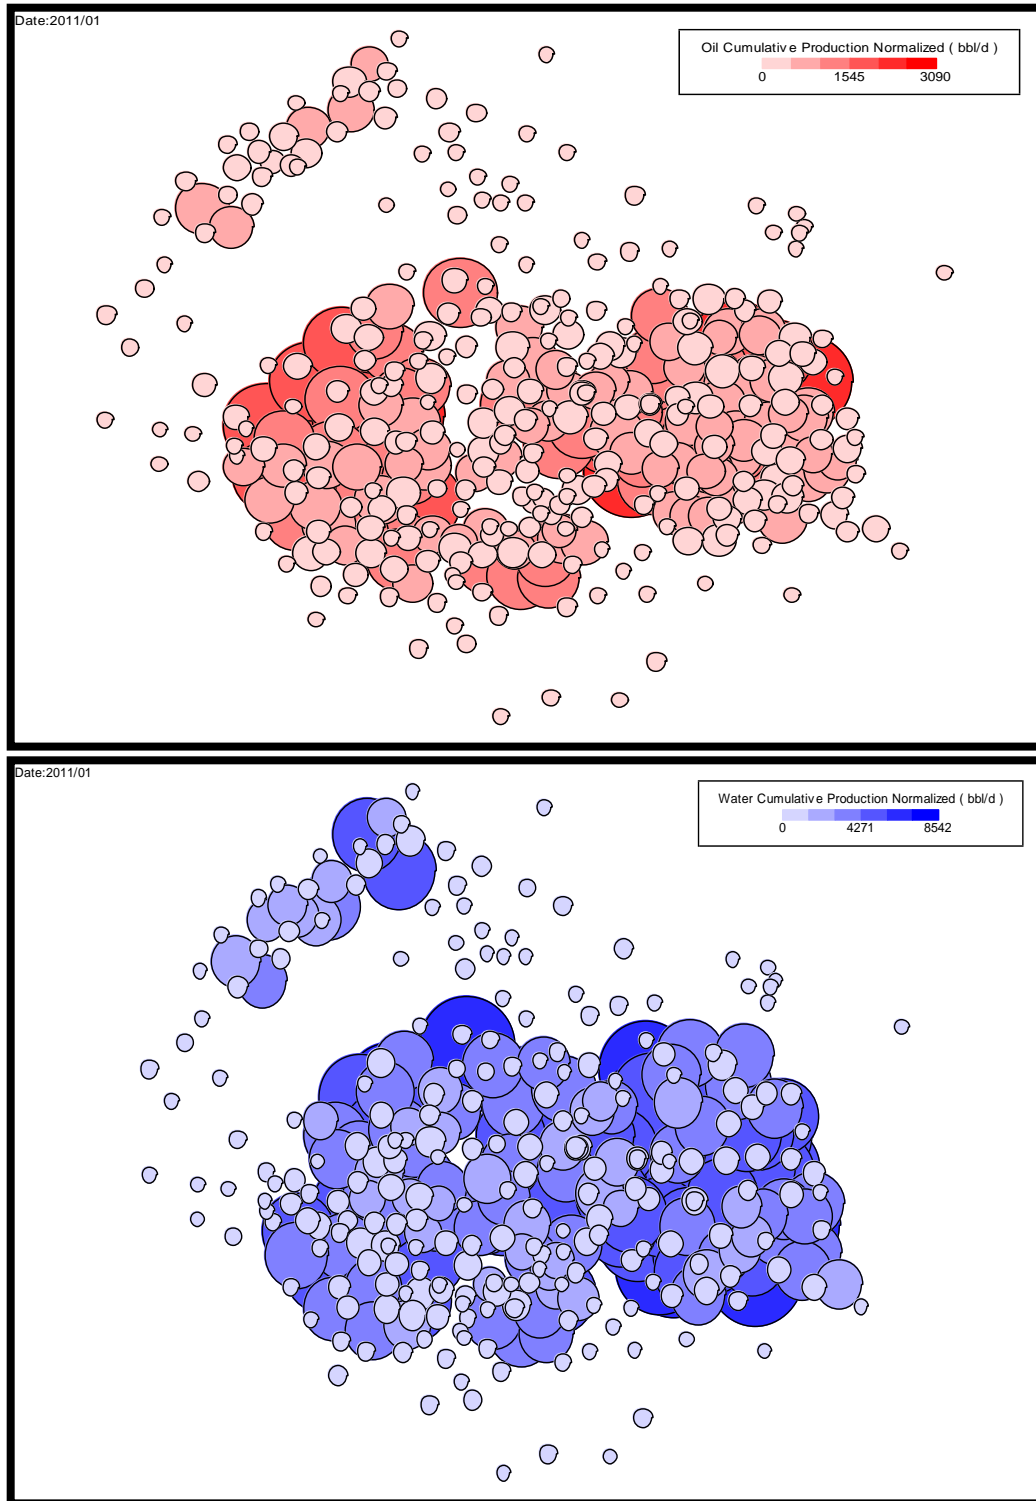 Date:2011/01
Oil Cumulative Production Normalized ( bbl/d )
0 1545 3090
Date:2011/01
Water Cumulative Production Normalized ( bbl/d )
0 4271 8542